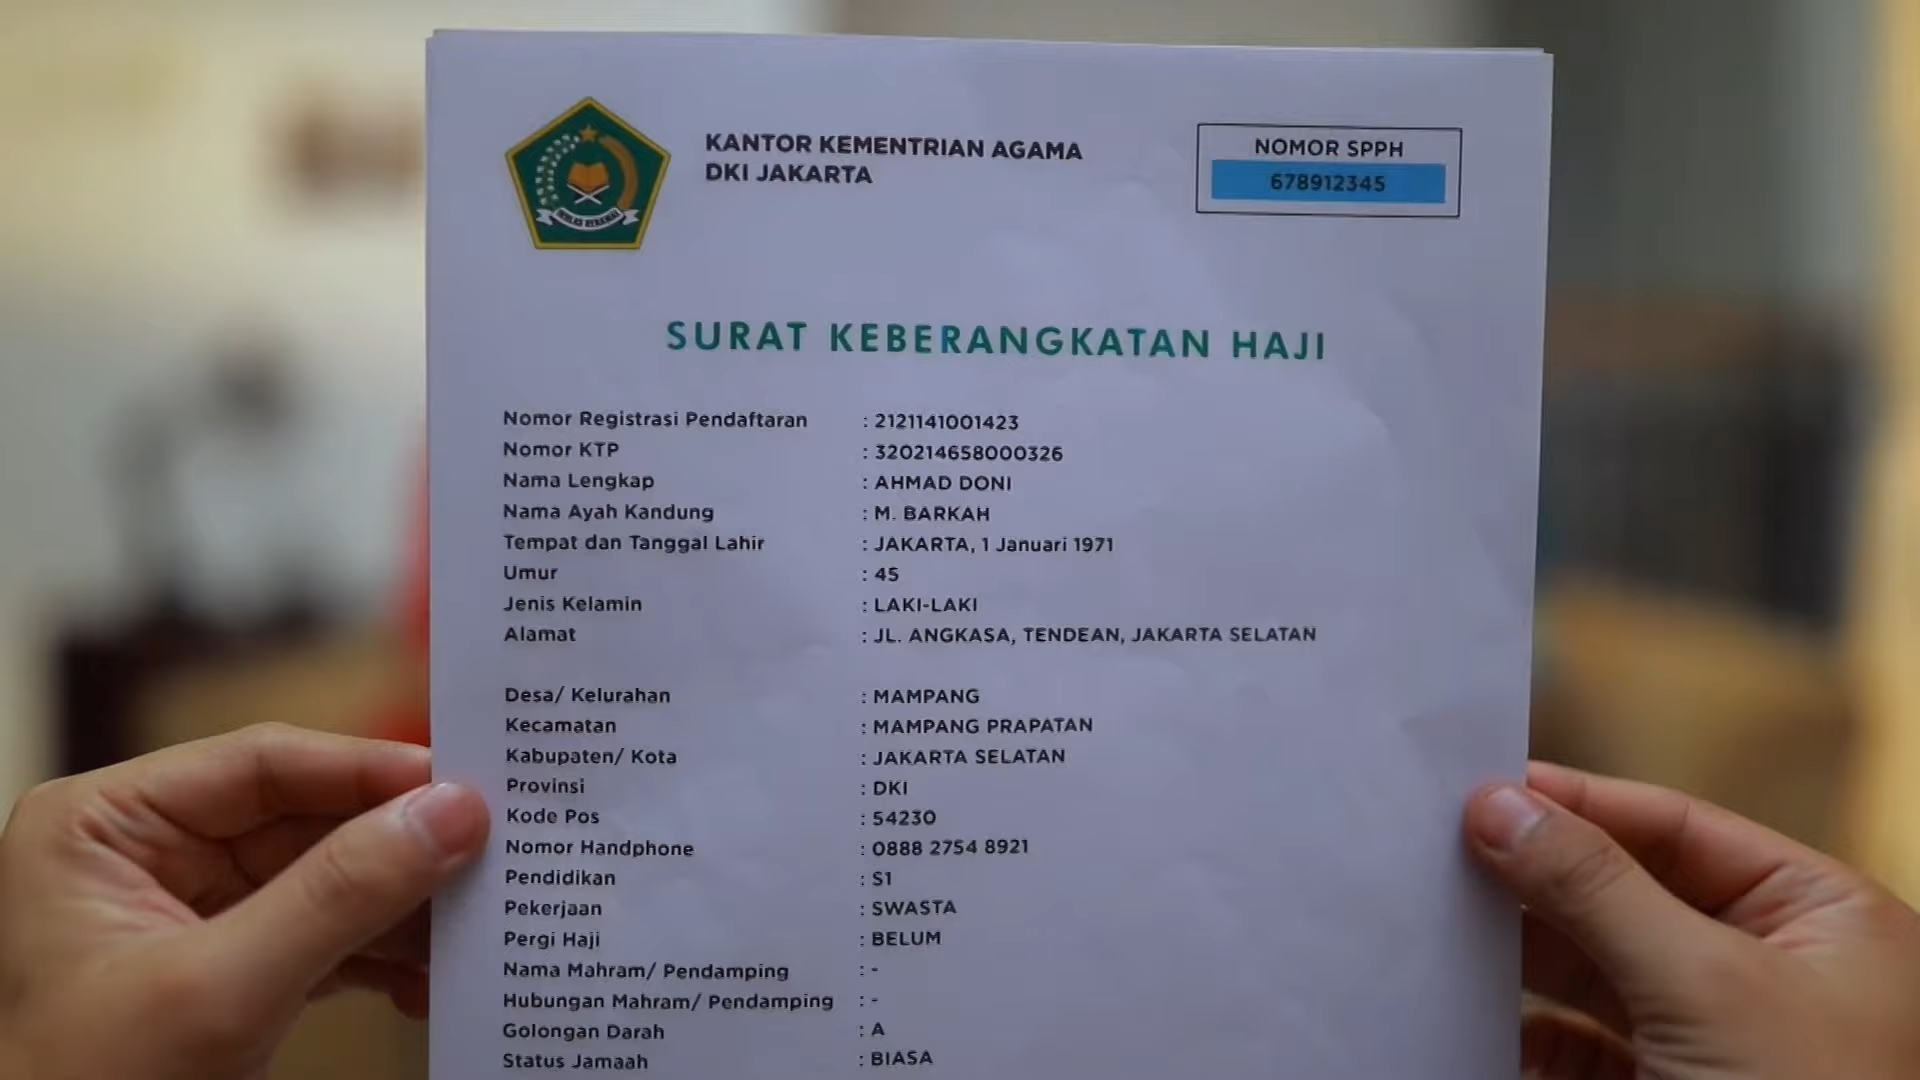 KANTOR KEMENTRIAN AGAMA
DKI JAKARTA
NOMOR SPPH
678912345
IKHLAS BERAMAL
SURAT KEBERANGKATAN HAJI
Nomor Registrasi Pendaftaran : 2121141001423
Nomor KTP : 320214658000326
Nama Lengkap : AHMAD DONI
Nama Ayah Kandung : M. BARKAH
Tempat dan Tanggal Lahir : JAKARTA, 1 Januari 1971
Umur : 45
Jenis Kelamin : LAKI-LAKI
Alamat : JL. ANGKASA, TENDEAN, JAKARTA SELATAN
Desa/ Kelurahan : MAMPANG
Kecamatan : MAMPANG PRAPATAN
Kabupaten/ Kota : JAKARTA SELATAN
Provinsi : DKI
Kode Pos : 54230
Nomor Handphone : 0888 2754 8921
Pendidikan : S1
Pekerjaan : SWASTA
Pergi Haji : BELUM
Nama Mahram/ Pendamping : -
Hubungan Mahram/ Pendamping : -
Golongan Darah : A
Status Jamaah : BIASA